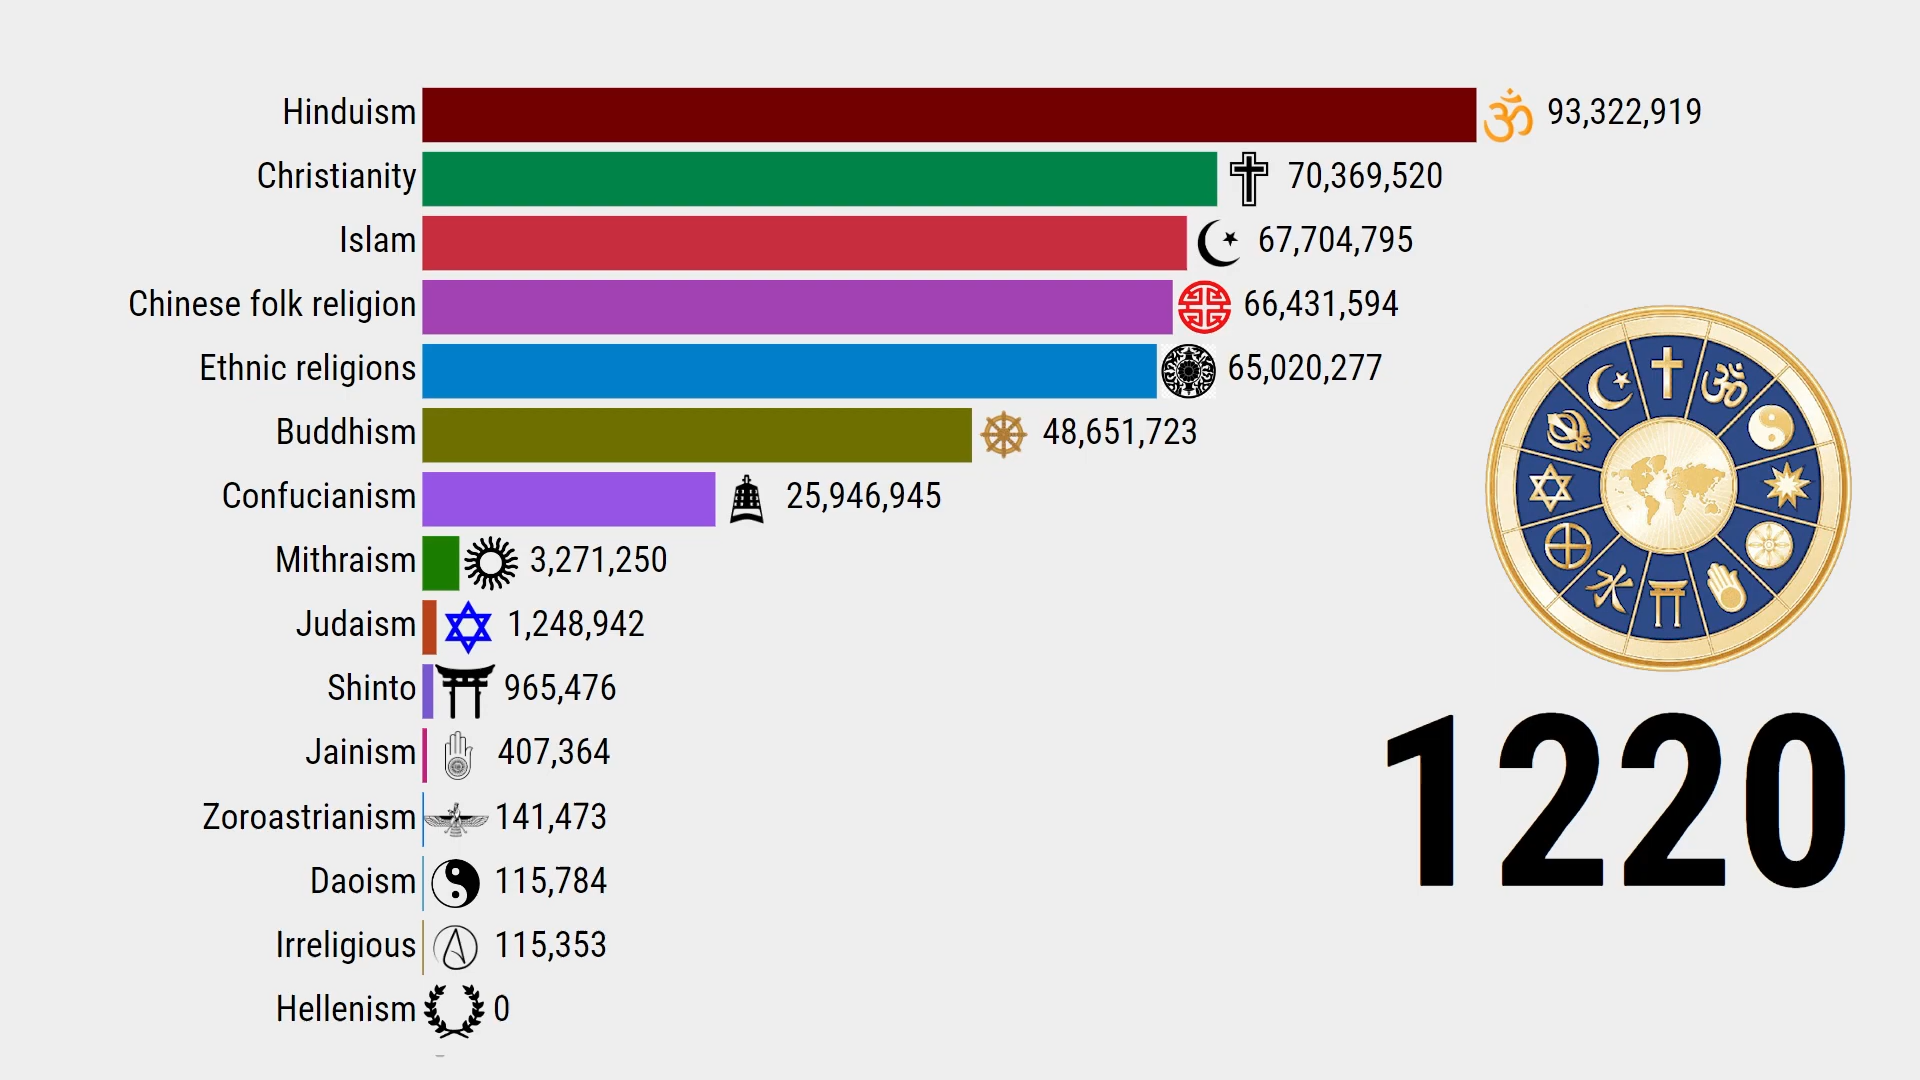 Hinduism 93,322,919
Christianity 70,369,520
Islam 67,704,795
Chinese folk religion 66,431,594
Ethnic religions 65,020,277
Buddhism 48,651,723
Confucianism 25,946,945
Mithraism 3,271,250
Judaism 1,248,942
Shinto 965,476
Jainism 407,364
Zoroastrianism 141,473
Daoism 115,784
Irreligious 115,353
Hellenism 0
1220